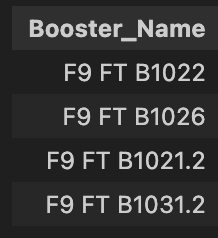 Booster_Name
F9 FT B1022
F9 FT B1026
F9 FT B1021.2
F9 FT B1031.2